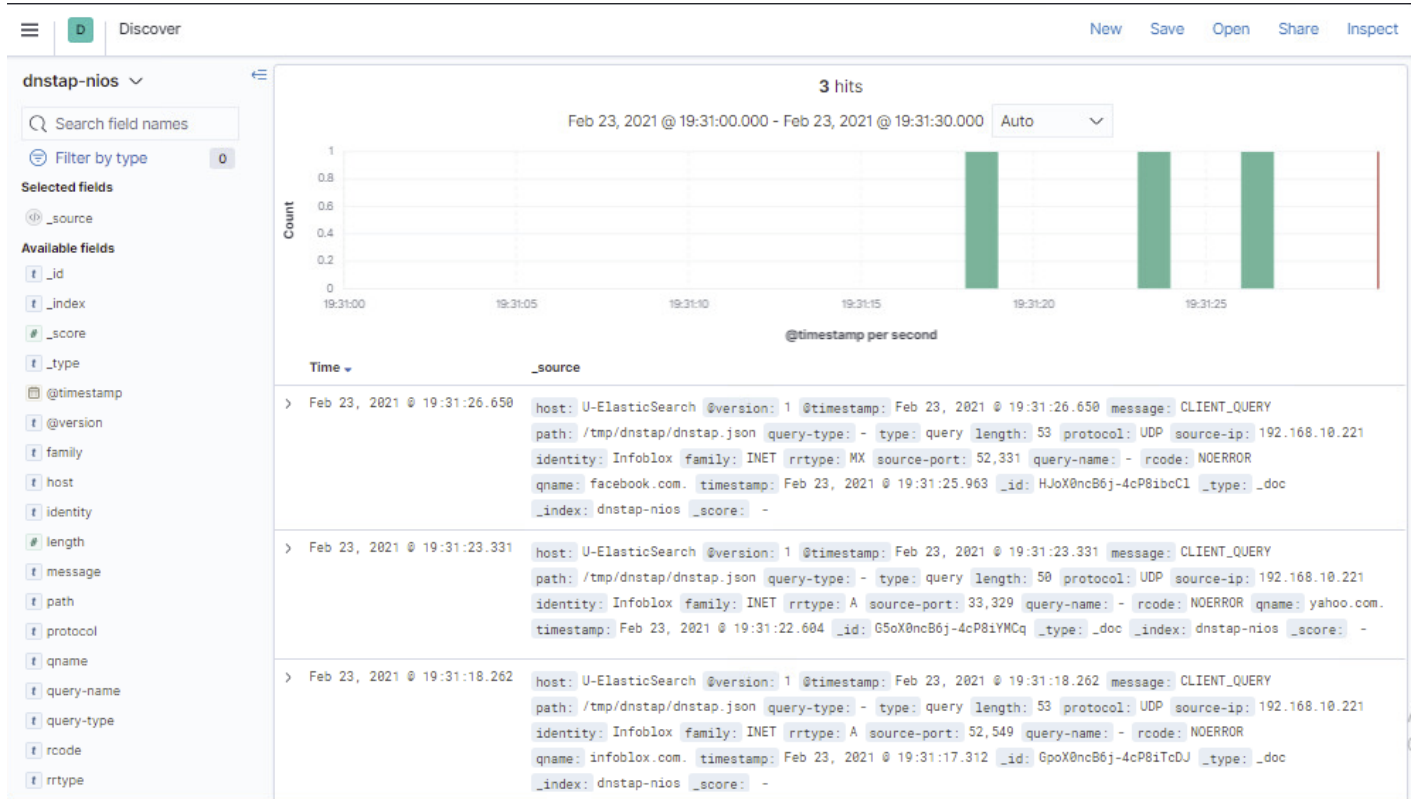 D Discover New Save Open Share Inspect
dnstap-nios
Search field names
Filter by type 0
Selected fields
_source
Available fields
t _id
t _index
# _score
t _type
@timestamp
t @version
t family
t host
t identity
# length
t message
t path
t protocol
t qname
t query-name
t query-type
t rcode
t rrtype
3 hits
Feb 23, 2021 @ 19:31:00.000 - Feb 23, 2021 @ 19:31:30.000 Auto
Count
1
0.8
0.6
0.4
0.2
0
19:31:00 19:31:05 19:31:10 19:31:15 19:31:20 19:31:25
@timestamp per second
Time _source
Feb 23, 2021 @ 19:31:26.650 host: U-ElasticSearch @version: 1 @timestamp: Feb 23, 2021 @ 19:31:26.650 message: CLIENT_QUERY
path: /tmp/dnstap/dnstap.json query-type: - type: query length: 53 protocol: UDP source-ip: 192.168.10.221
identity: Infoblox family: INET rrtype: MX source-port: 52,331 query-name: - rcode: NOERROR
qname: facebook.com. timestamp: Feb 23, 2021 @ 19:31:25.963 _id: HJoX0ncB6j-4cP8ibcCl _type: _doc
_index: dnstap-nios _score: -
Feb 23, 2021 @ 19:31:23.331 host: U-ElasticSearch @version: 1 @timestamp: Feb 23, 2021 @ 19:31:23.331 message: CLIENT_QUERY
path: /tmp/dnstap/dnstap.json query-type: - type: query length: 50 protocol: UDP source-ip: 192.168.10.221
identity: Infoblox family: INET rrtype: A source-port: 33,329 query-name: - rcode: NOERROR qname: yahoo.com.
timestamp: Feb 23, 2021 @ 19:31:22.604 _id: G5oX0ncB6j-4cP8iYMCq _type: _doc _index: dnstap-nios _score: -
Feb 23, 2021 @ 19:31:18.262 host: U-ElasticSearch @version: 1 @timestamp: Feb 23, 2021 @ 19:31:18.262 message: CLIENT_QUERY
path: /tmp/dnstap/dnstap.json query-type: - type: query length: 53 protocol: UDP source-ip: 192.168.10.221
identity: Infoblox family: INET rrtype: A source-port: 52,549 query-name: - rcode: NOERROR
qname: infoblox.com. timestamp: Feb 23, 2021 @ 19:31:17.312 _id: GpoX0ncB6j-4cP8iTcDJ _type: _doc
_index: dnstap-nios _score: -